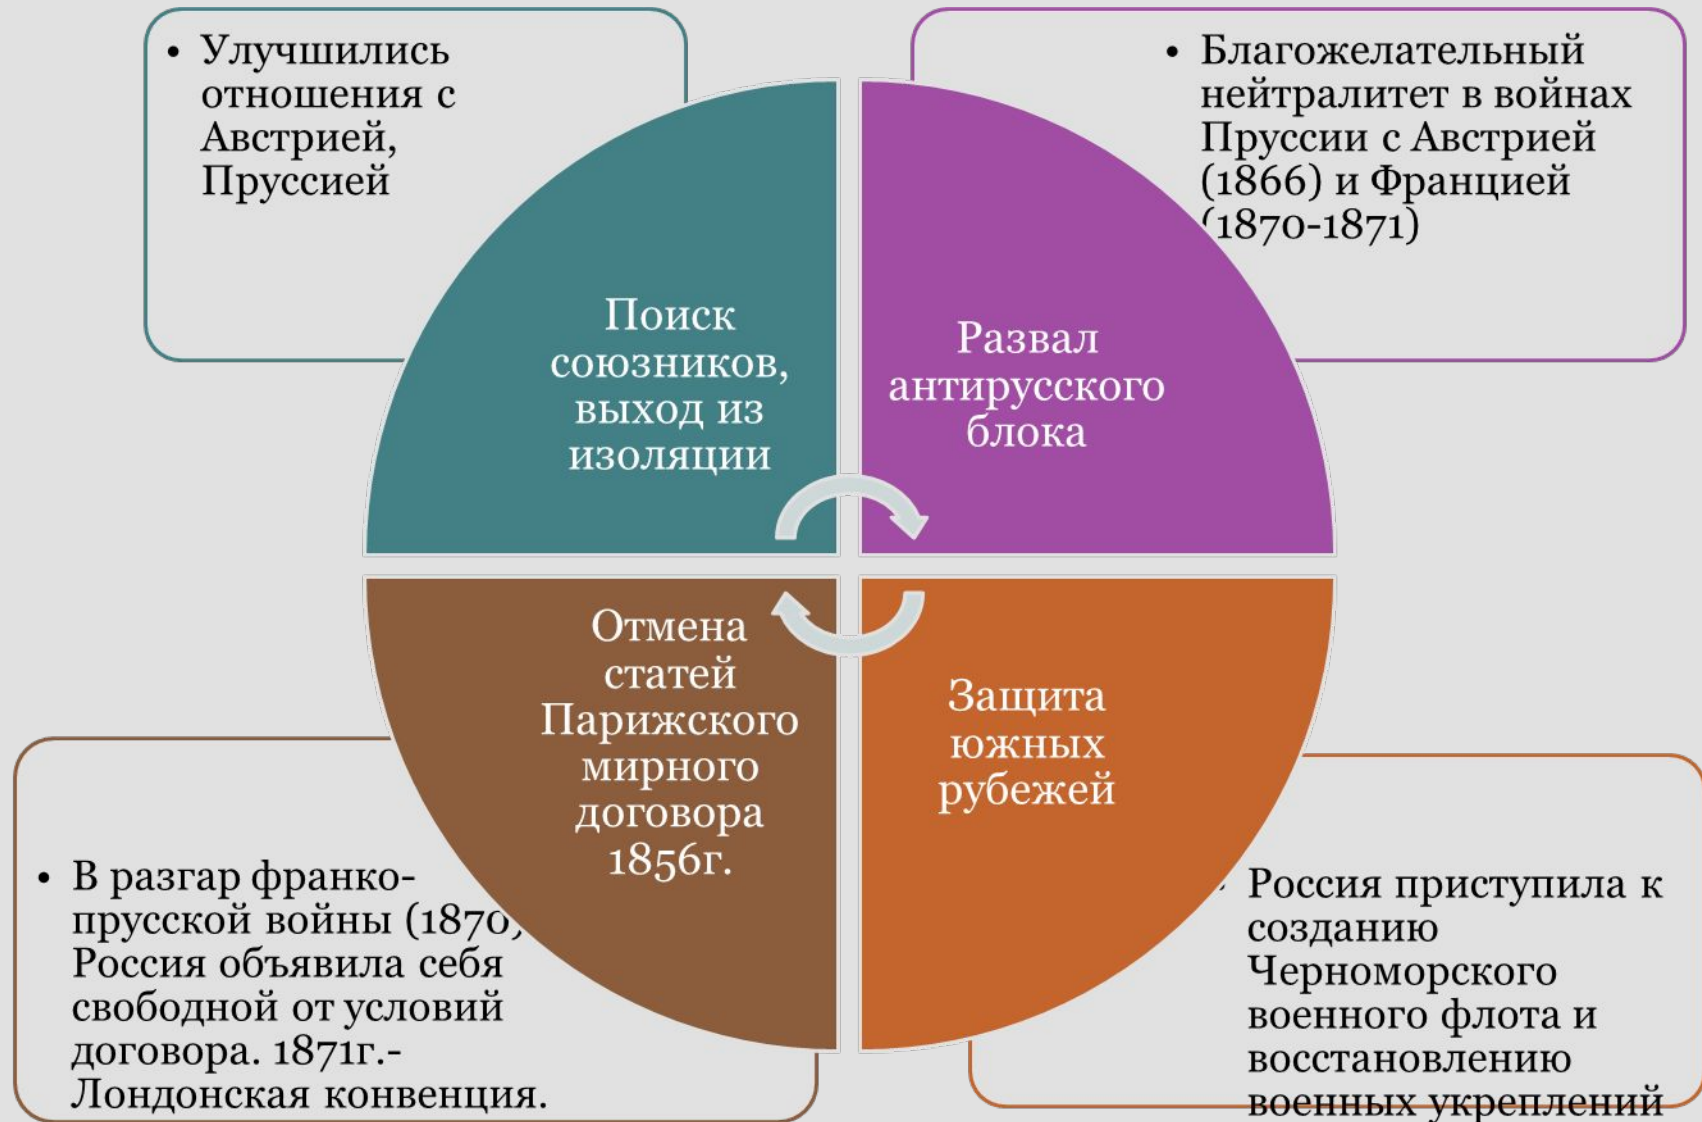 • Улучшились
отношения с
Австрией,
Пруссией
• Благожелательный
нейтралитет в войнах
Пруссии с Австрией
(1866) и Францией
(1870-1871)
Поиск
союзников,
выход из
изоляции
Развал
антирусского
блока
Отмена
статей
Парижского
мирного
договора
1856г.
Защита
южных
рубежей
• В разгар франко-
прусской войны (1870)
Россия объявила себя
свободной от условий
договора. 1871г.-
Лондонская конвенция.
• Россия приступила к
созданию
Черноморского
военного флота и
восстановлению
военных укреплений